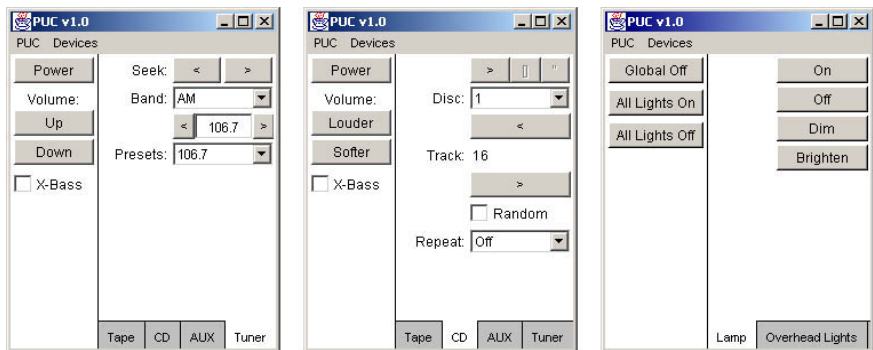 PUC v1.0
PUC Devices
Power
Volume:
Up
Down
X-Bass
Seek: < >
Band: AM
< 106.7 >
Presets: 106.7
Tape CD AUX Tuner
PUC v1.0
PUC Devices
Power
Volume:
Louder
Softer
X-Bass
> [] "
Disc: 1
<
Track: 16
>
Random
Repeat: Off
Tape CD AUX Tuner
PUC v1.0
PUC Devices
Global Off
All Lights On
All Lights Off
On
Off
Dim
Brighten
Lamp Overhead Lights